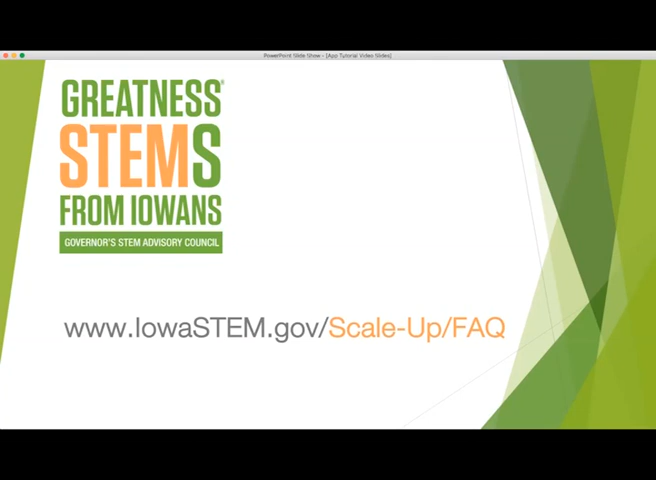 PowerPoint Slide Show - [App Tutorial Video Slides]
GREATNESS®
STEMS
FROM IOWANS
GOVERNOR'S STEM ADVISORY COUNCIL
www.IowaSTEM.gov/Scale-Up/FAQ